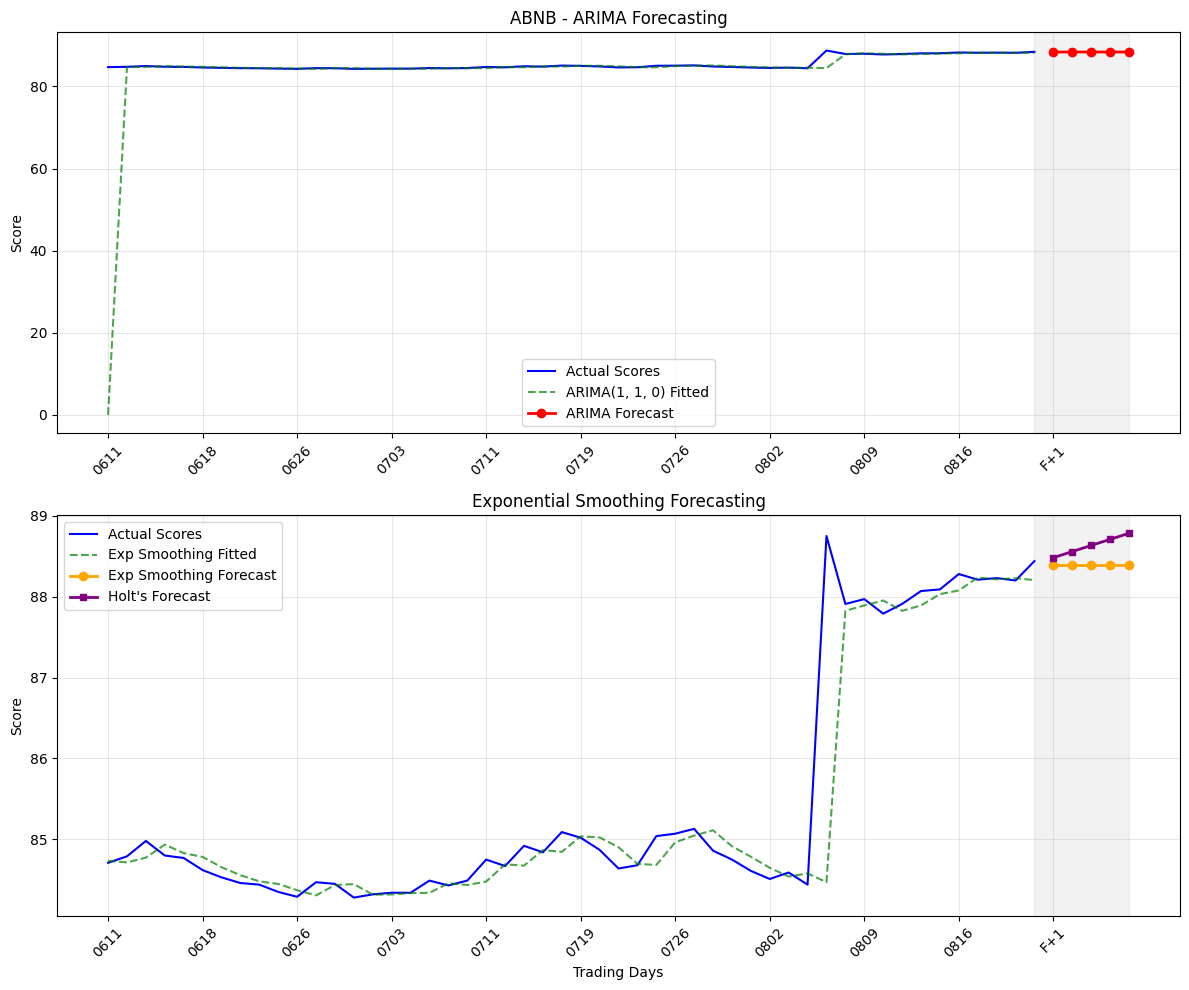 ABNB - ARIMA Forecasting
80
60
40
20
0
Score
Actual Scores
ARIMA(1, 1, 0) Fitted
ARIMA Forecast
0611
0618
0626
0703
0711
0719
0726
0802
0809
0816
F+1
Exponential Smoothing Forecasting
89
88
87
86
85
Score
Actual Scores
Exp Smoothing Fitted
Exp Smoothing Forecast
Holt's Forecast
0611
0618
0626
0703
0711
0719
0726
0802
0809
0816
F+1
Trading Days